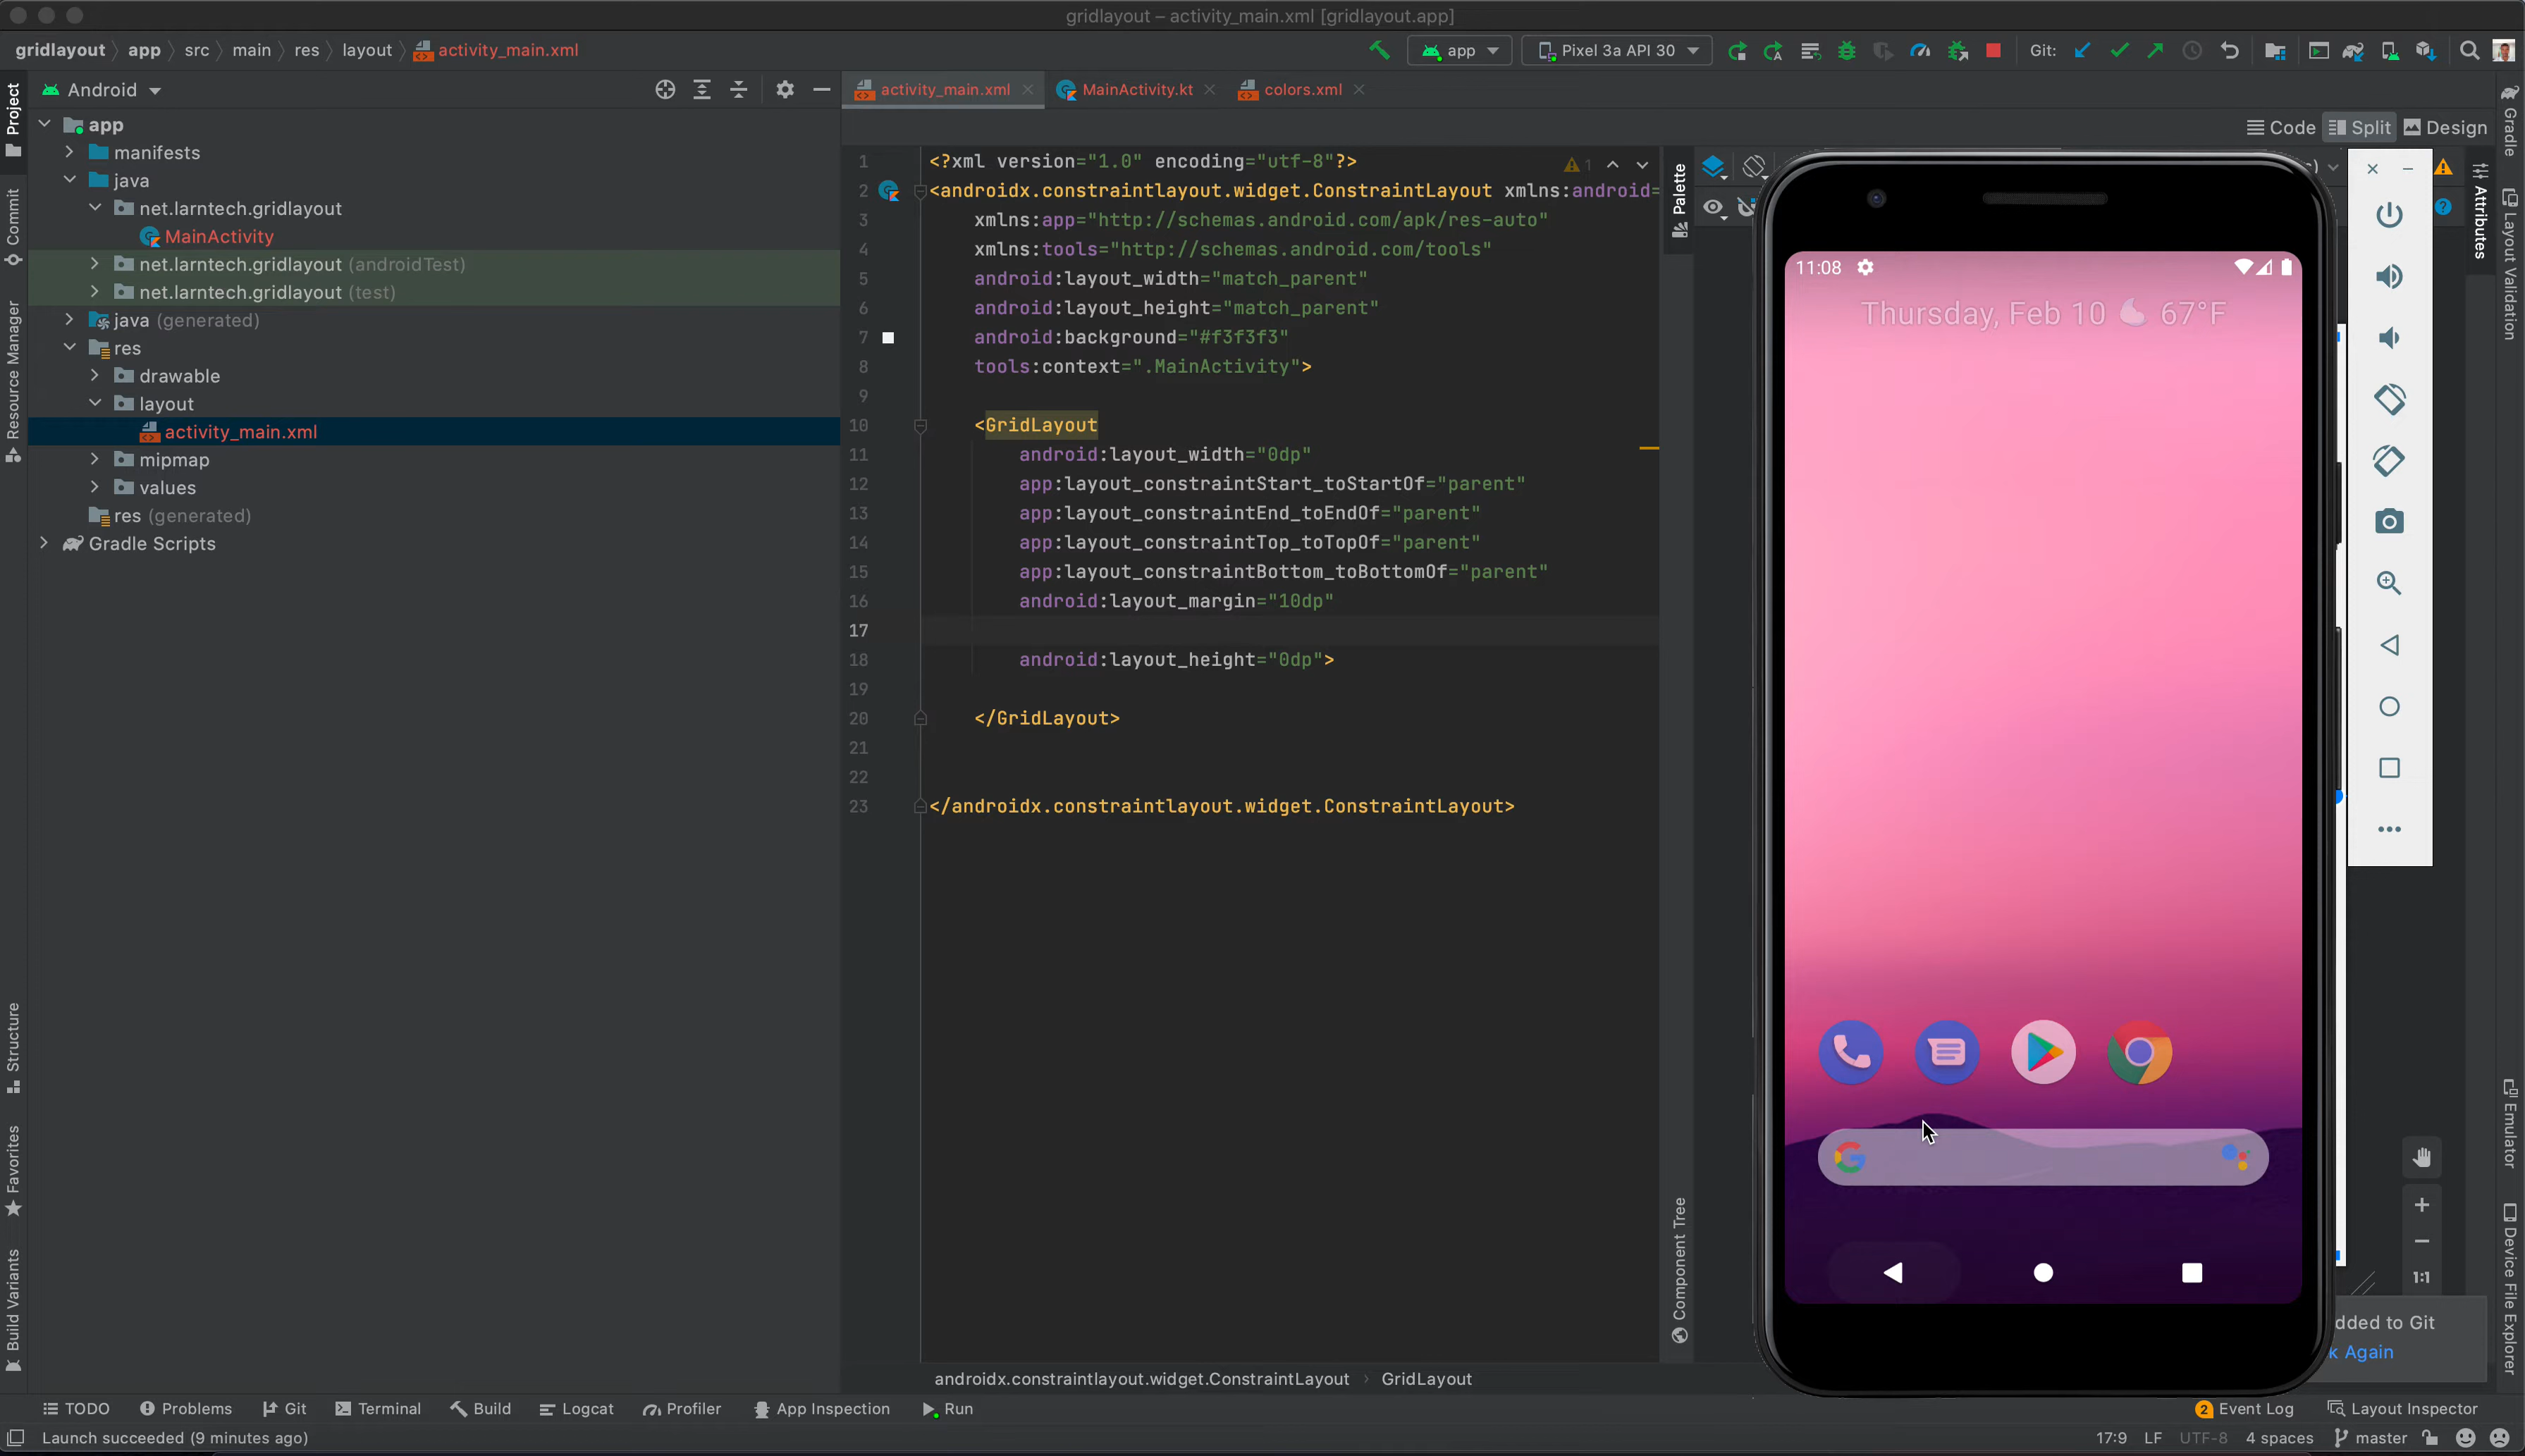 gridlayout – activity_main.xml [gridlayout.app]
gridlayout app src main res layout activity_main.xml
app Pixel 3a API 30 Git:
Android
activity_main.xml MainActivity.kt colors.xml
Code Split Design
Project
Commit
Resource Manager
Structure
Favorites
Build Variants
app
manifests
java
net.larntech.gridlayout
MainActivity
net.larntech.gridlayout (androidTest)
net.larntech.gridlayout (test)
java (generated)
res
drawable
layout
activity_main.xml
mipmap
values
res (generated)
Gradle Scripts
1 <?xml version="1.0" encoding="utf-8"?>
2 <androidx.constraintlayout.widget.ConstraintLayout xmlns:android=
3 xmlns:app="http://schemas.android.com/apk/res-auto"
4 xmlns:tools="http://schemas.android.com/tools"
5 android:layout_width="match_parent"
6 android:layout_height="match_parent"
7 android:background="#f3f3f3"
8 tools:context=".MainActivity">
9
10 <GridLayout
11 android:layout_width="0dp"
12 app:layout_constraintStart_toStartOf="parent"
13 app:layout_constraintEnd_toEndOf="parent"
14 app:layout_constraintTop_toTopOf="parent"
15 app:layout_constraintBottom_toBottomOf="parent"
16 android:layout_margin="10dp"
17
18 android:layout_height="0dp">
19
20 </GridLayout>
21
22
23 </androidx.constraintlayout.widget.ConstraintLayout>
1
Palette
Component Tree
11:08
Thursday, Feb 10 67°F
Attributes
Gradle
Layout Validation
Emulator
Device File Explorer
1:1
dded to Git
k Again
androidx.constraintlayout.widget.ConstraintLayout GridLayout
TODO Problems Git Terminal Build Logcat Profiler App Inspection Run 2 Event Log Layout Inspector
Launch succeeded (9 minutes ago) 17:9 LF UTF-8 4 spaces master